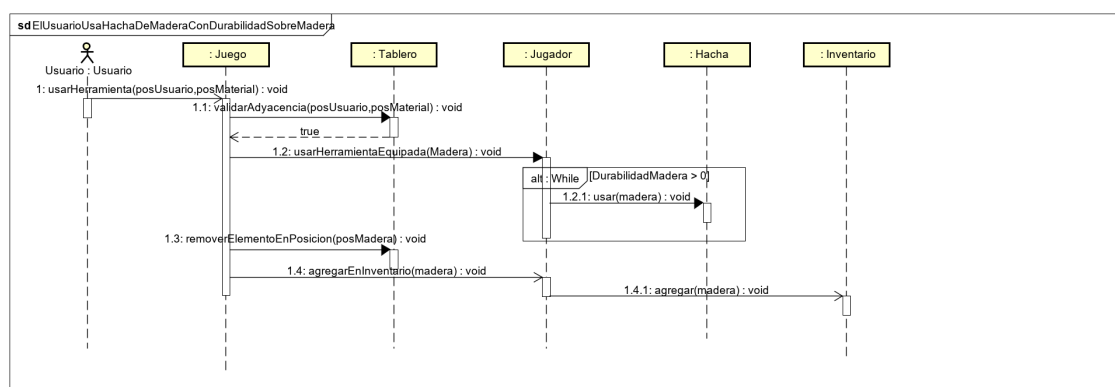 sd ElUsuarioUsaHachaDeMaderaConDurabilidadSobreMadera
: Juego
: Tablero
: Jugador
: Hacha
: Inventario
Usuario : Usuario
1: usarHerramienta(posUsuario,posMaterial) : void
1.1: validarAdyacencia(posUsuario,posMaterial) : void
true
1.2: usarHerramientaEquipada(Madera) : void
alt : While
[DurabilidadMadera > 0]
1.2.1: usar(madera) : void
1.3: removerElementoEnPosicion(posMadera) : void
1.4: agregarEnInventario(madera) : void
1.4.1: agregar(madera) : void